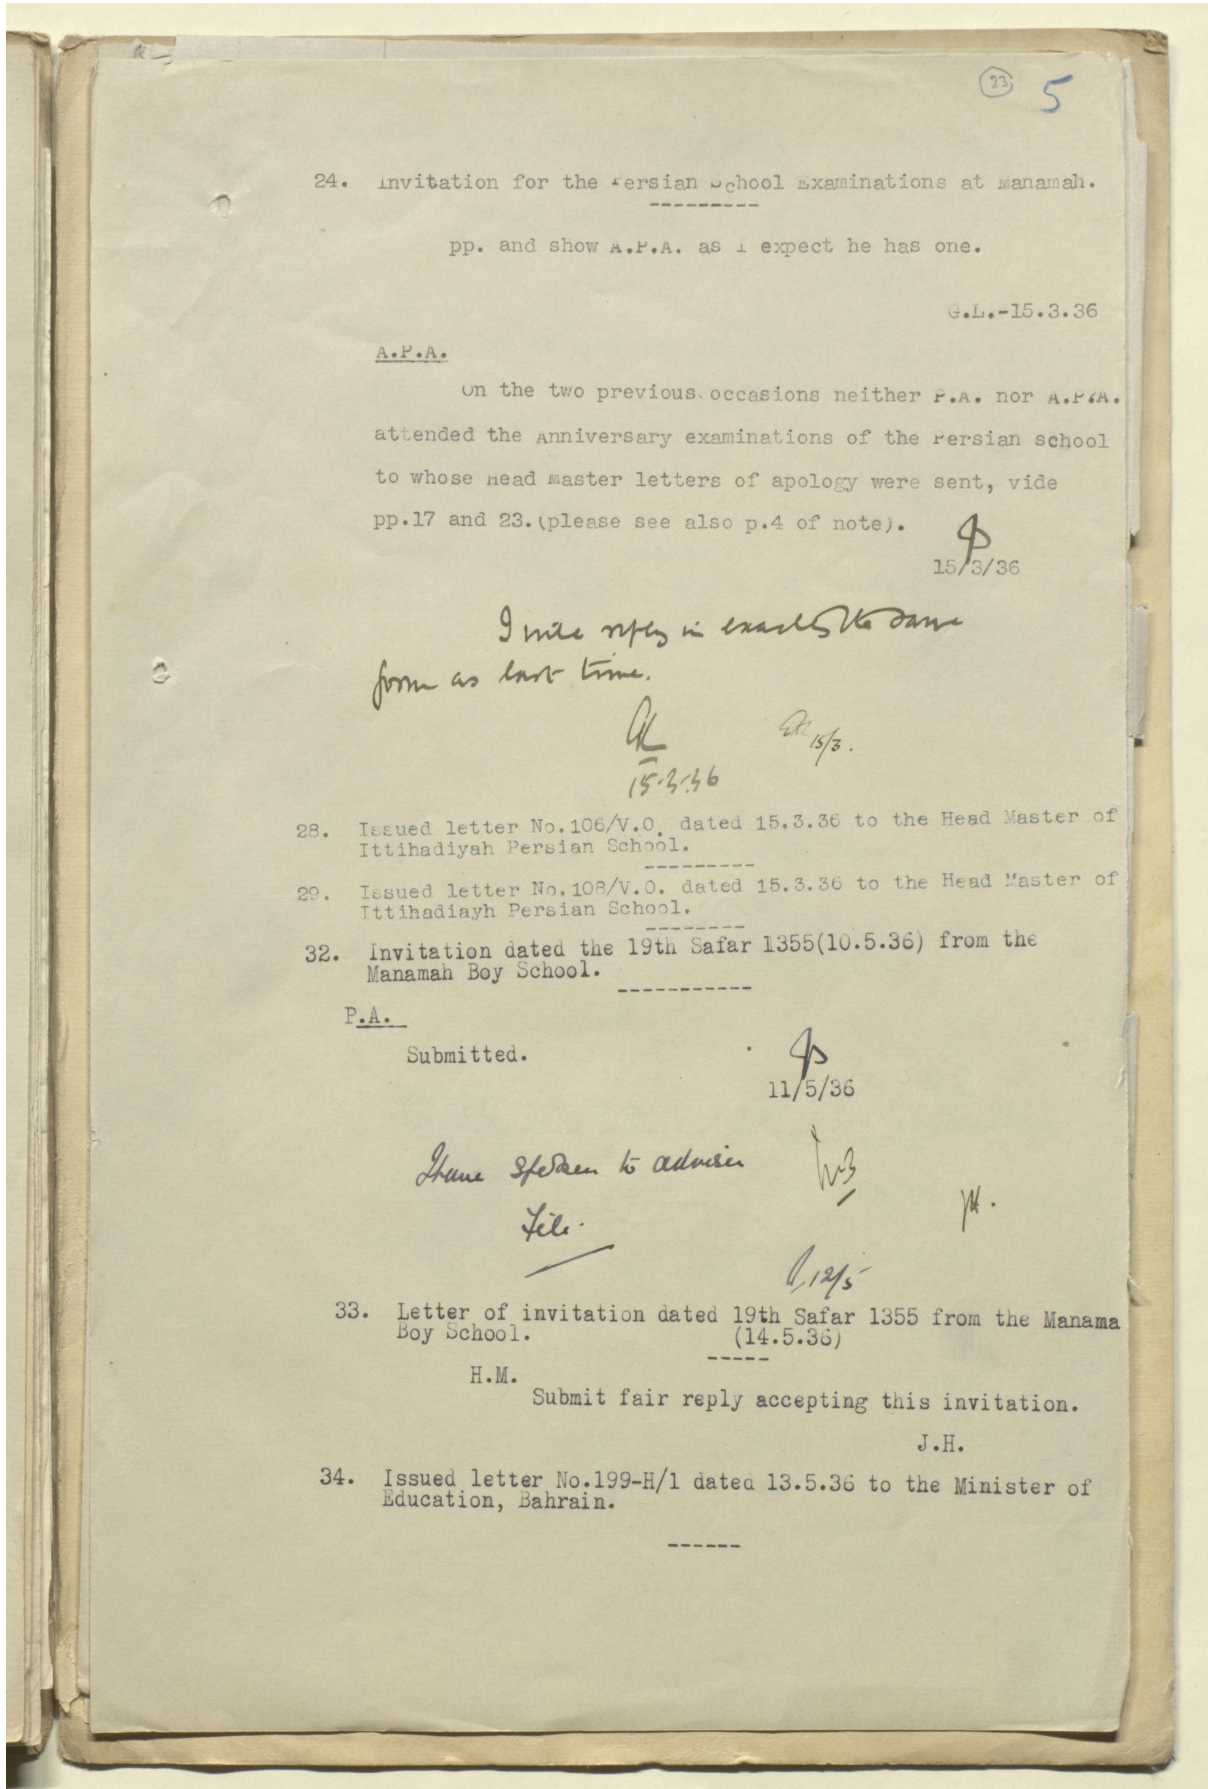 23 5
24. Invitation for the Persian School Examinations at Manamah.
---------
pp. and show A.P.A. as I expect he has one.
G.L.-15.3.36
A.P.A.
On the two previous occasions neither P.A. nor A.P.A.
attended the Anniversary examinations of the Persian school
to whose Head Master letters of apology were sent, vide
pp.17 and 23.(please see also p.4 of note).
15/3/36
I will reply in exactly the same
form as last time.
GL
15/3.
15.3.36
28. Issued letter No.106/V.O. dated 15.3.36 to the Head Master of
Ittihadiyah Persian School.
---------
29. Issued letter No.108/V.O. dated 15.3.36 to the Head Master of
Ittihadiayh Persian School.
--------
32. Invitation dated the 19th Safar 1355(10.5.36) from the
Manamah Boy School.
-----------
P.A.
Submitted.
11/5/36
I have spoken to adviser
File.
12/5
33. Letter of invitation dated 19th Safar 1355 from the Manama
Boy School. (14.5.36)
-----
H.M.
Submit fair reply accepting this invitation.
J.H.
34. Issued letter No.199-H/1 dated 13.5.36 to the Minister of
Education, Bahrain.
------